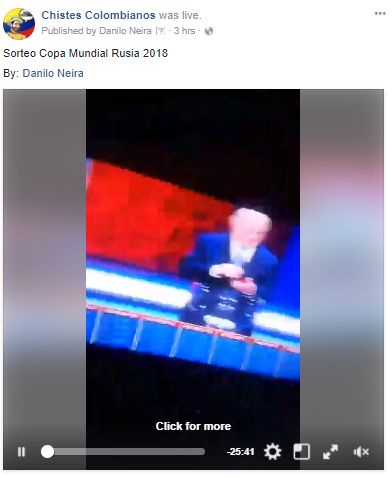 Chistes Colombianos was live.
Published by Danilo Neira [?] · 3 hrs ·
Sorteo Copa Mundial Rusia 2018
By: Danilo Neira
Click for more
-25:41